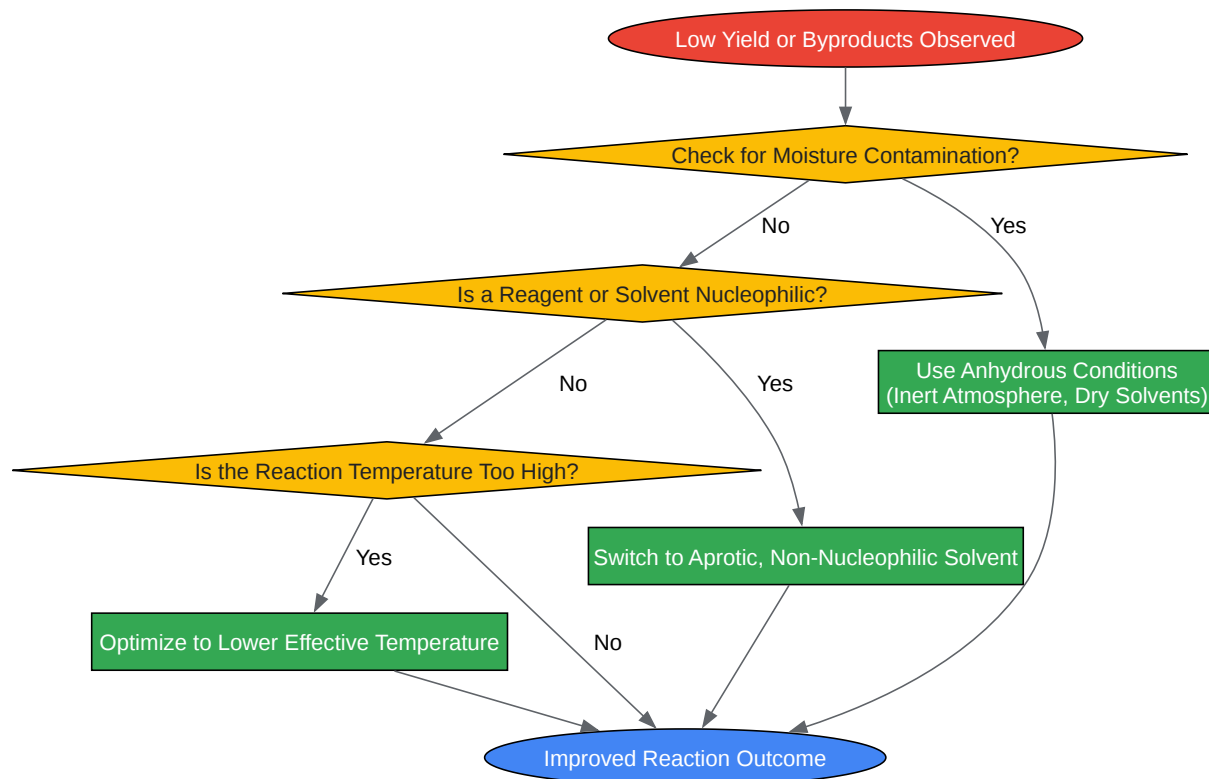 Low Yield or Byproducts Observed
Check for Moisture Contamination?
No
Yes
Is a Reagent or Solvent Nucleophilic?
Use Anhydrous Conditions
(Inert Atmosphere, Dry Solvents)
No
Yes
Is the Reaction Temperature Too High?
Yes
Switch to Aprotic, Non-Nucleophilic Solvent
Optimize to Lower Effective Temperature
No
Improved Reaction Outcome